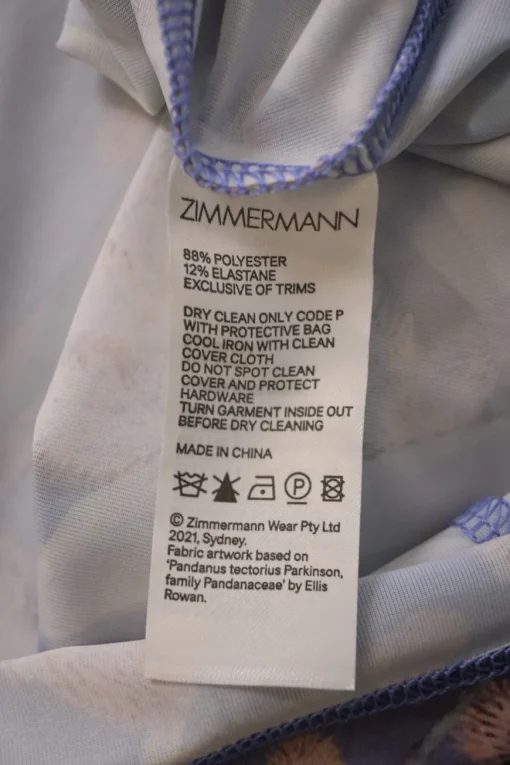 ZIMMERMANN
88% POLYESTER
12% ELASTANE
EXCLUSIVE OF TRIMS
DRY CLEAN ONLY CODE P
WITH PROTECTIVE BAG
COOL IRON WITH CLEAN
COVER CLOTH
DO NOT SPOT CLEAN
COVER AND PROTECT
HARDWARE
TURN GARMENT INSIDE OUT
BEFORE DRY CLEANING
MADE IN CHINA
P
© Zimmermann Wear Pty Ltd
2021, Sydney.
Fabric artwork based on
'Pandanus tectorius Parkinson,
family Pandanaceae' by Ellis
Rowan.